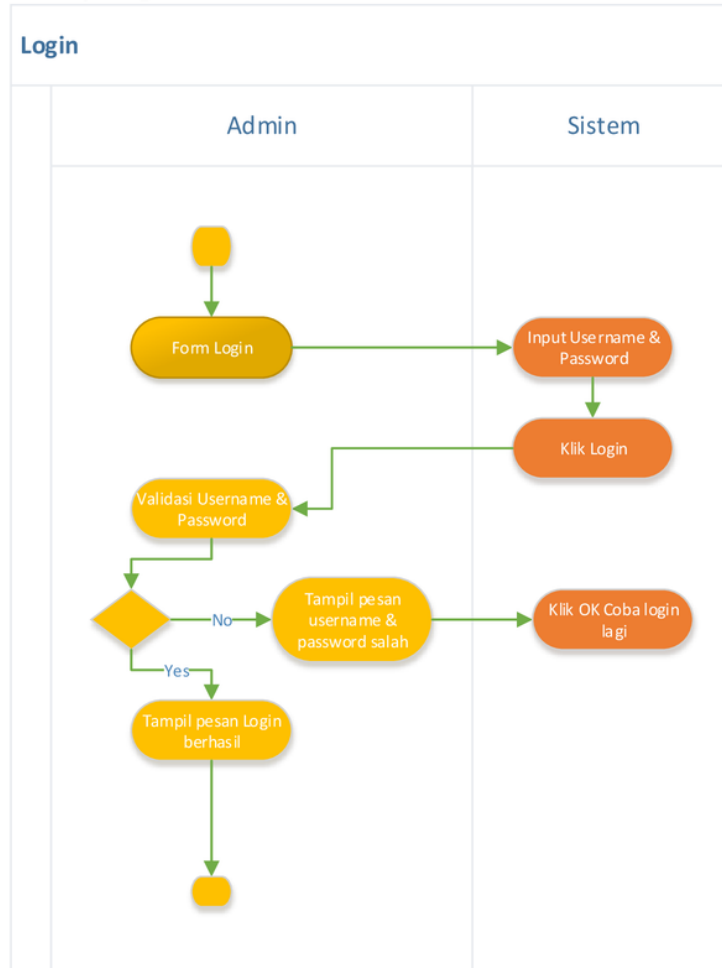 Login
Admin
Sistem
Form Login
Input Username &
Password
Klik Login
Validasi Username &
Password
No
Tampil pesan
username &
password salah
Klik OK Coba login
lagi
Yes
Tampil pesan Login
berhasil